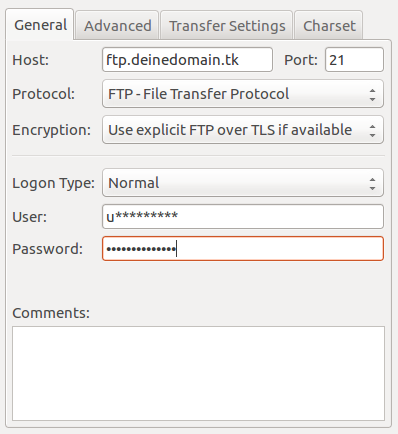 General Advanced Transfer Settings Charset
Host: ftp.deinedomain.tk Port: 21
Protocol: FTP - File Transfer Protocol
Encryption: Use explicit FTP over TLS if available
Logon Type: Normal
User: u*********
Password: ••••••••••••••
Comments: